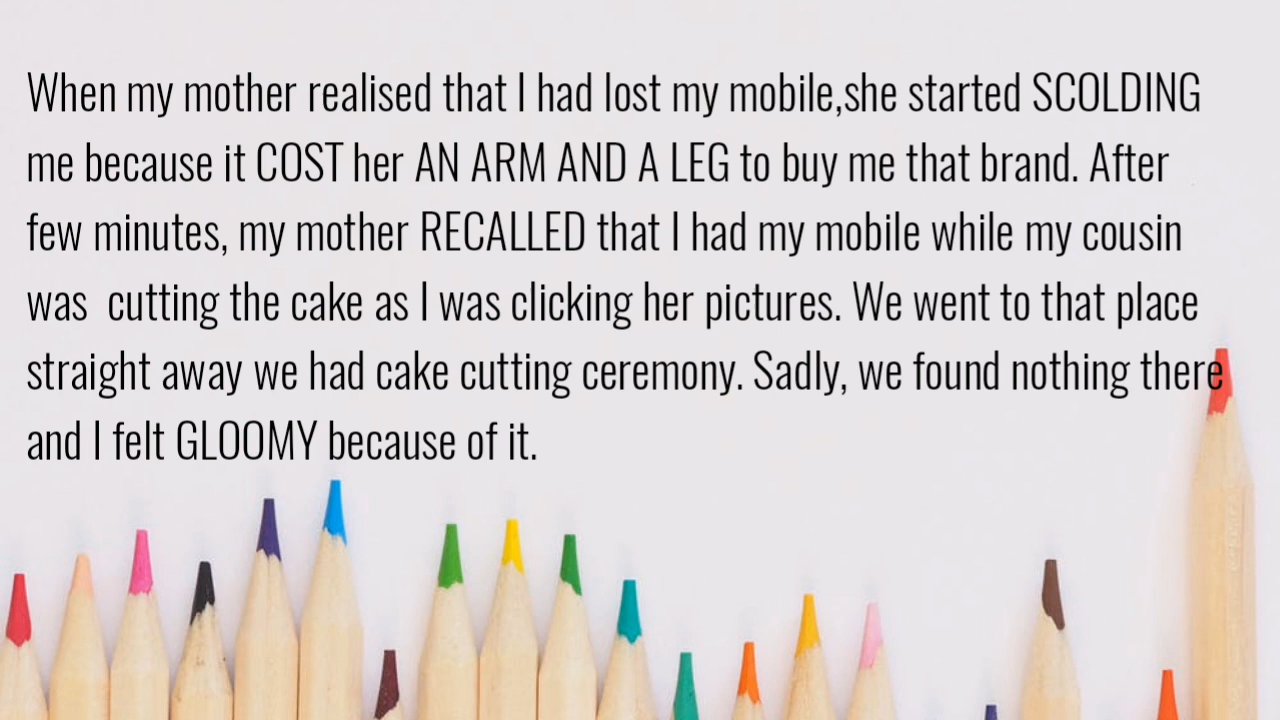 When my mother realised that I had lost my mobile,she started SCOLDING
me because it COST her AN ARM AND A LEG to buy me that brand. After
few minutes, my mother RECALLED that I had my mobile while my cousin
was  cutting the cake as I was clicking her pictures. We went to that place
straight away we had cake cutting ceremony. Sadly, we found nothing there
and I felt GLOOMY because of it.